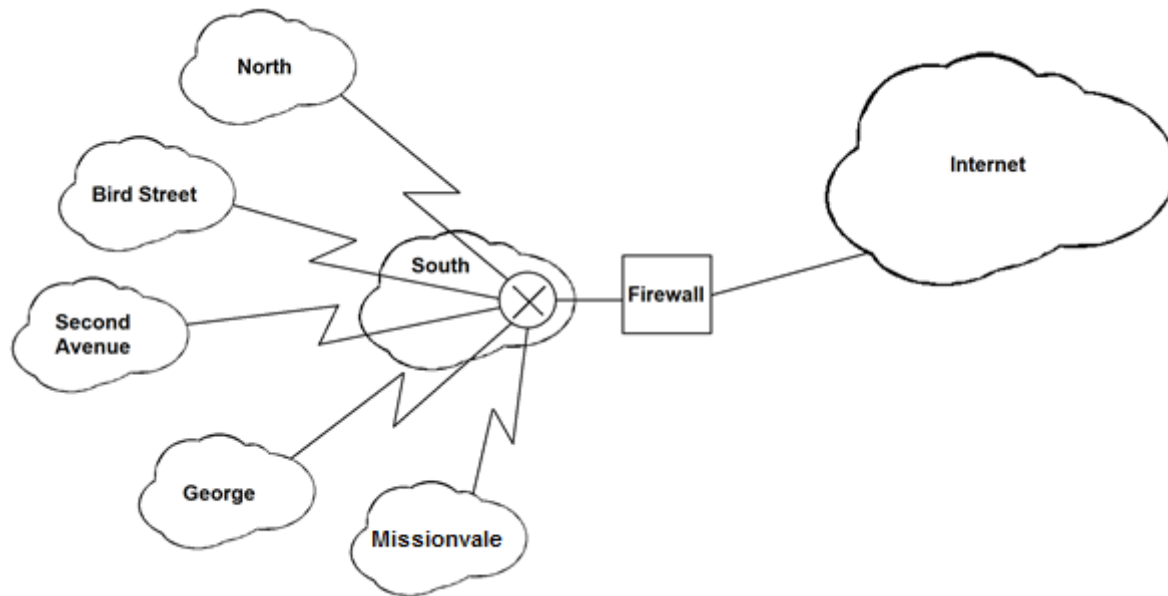 North
Bird Street
Second
Avenue
George
Missionvale
South
Firewall
Internet